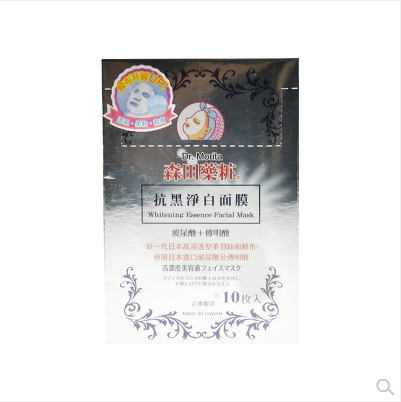 Dr. Morita
森田藥粧
抗黑淨白面膜
Whitening Essence Facial Mask
玻尿酸＋傳明酸
新一代日本高浸透型柔羽絲面膜布
使用日本進口玻尿酸及傳明酸
高濃度美容液フェイスマスク
10枚入
台灣製造
MADE IN TAIWAN